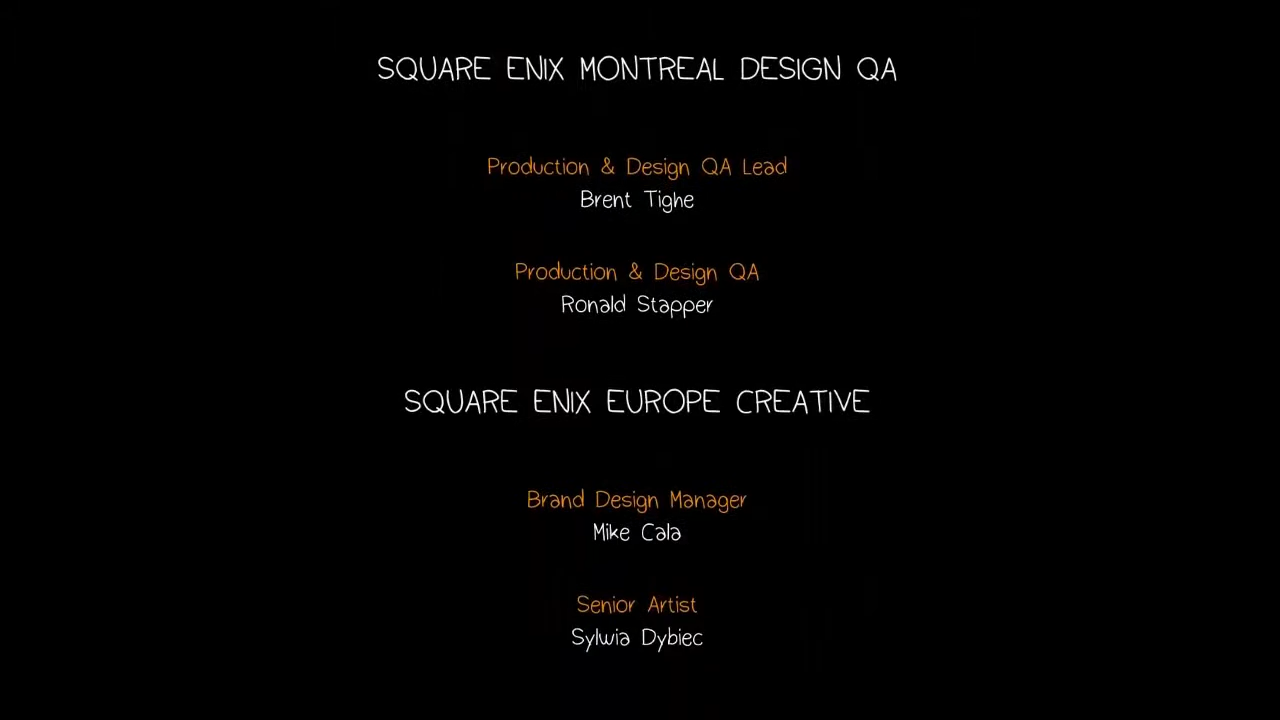 SQUARE ENIX MONTREAL DESIGN QA
Production & Design QA Lead
Brent Tighe
Production & Design QA
Ronald Stapper
SQUARE ENIX EUROPE CREATIVE
Brand Design Manager
Mike Cala
Senior Artist
Sylwia Dybiec